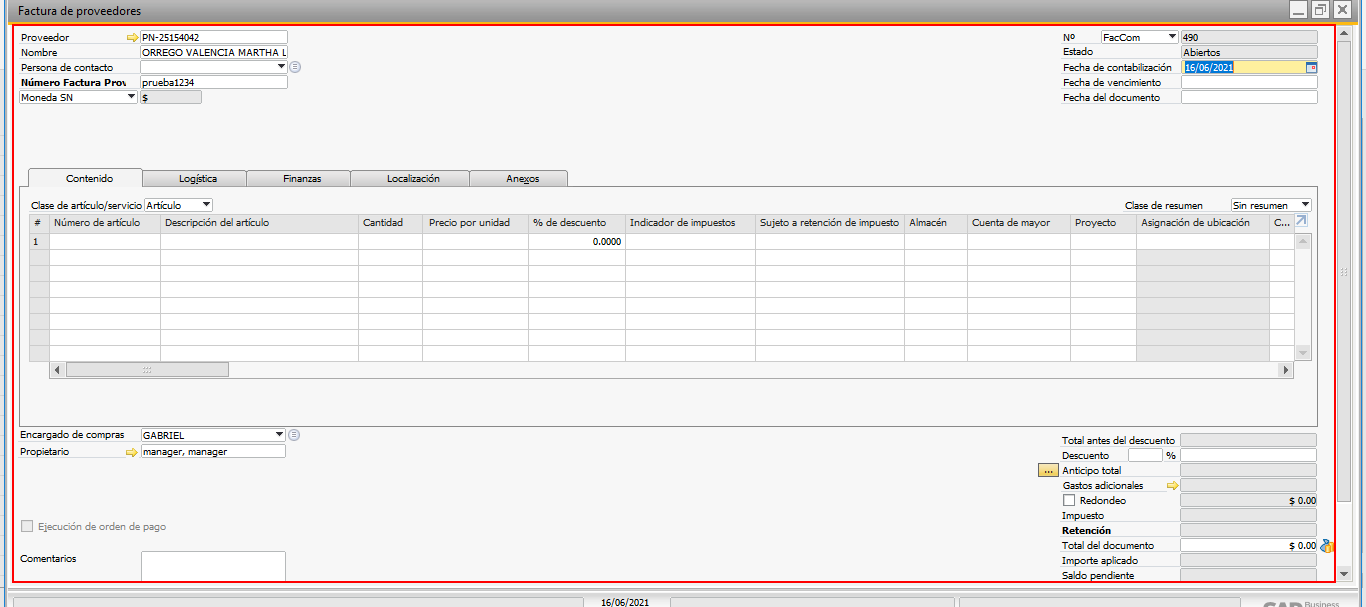 Factura de proveedores
Proveedor PN-25154042 Nº FacCom 490
Nombre ORREGO VALENCIA MARTHA L Estado Abiertos
Persona de contacto Fecha de contabilización 16/06/2021
Número Factura Prov prueba1234 Fecha de vencimiento
Moneda SN $ Fecha del documento
Contenido Logística Finanzas Localización Anexos
Clase de artículo/servicio Artículo Clase de resumen Sin resumen
# Número de artículo Descripción del artículo Cantidad Precio por unidad % de descuento Indicador de impuestos Sujeto a retención de impuesto Almacén Cuenta de mayor Proyecto Asignación de ubicación C...
1 0.0000
Encargado de compras GABRIEL Total antes del descuento
Propietario manager, manager Descuento %
... Anticipo total
Gastos adicionales
Redondeo $ 0.00
Impuesto
Ejecución de orden de pago
Retención
Total del documento $ 0.00
Comentarios Importe aplicado
Saldo pendiente
16/06/2021
Business